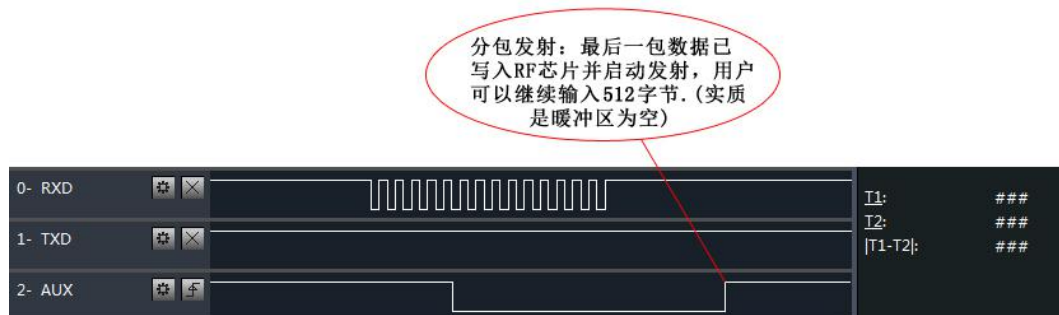 分包发射：最后一包数据已
写入RF芯片并启动发射，用户
可以继续输入512字节.(实质
是暖冲区为空)
0- RXD
T1: ###
1- TXD
T2: ###
|T1-T2|: ###
2- AUX